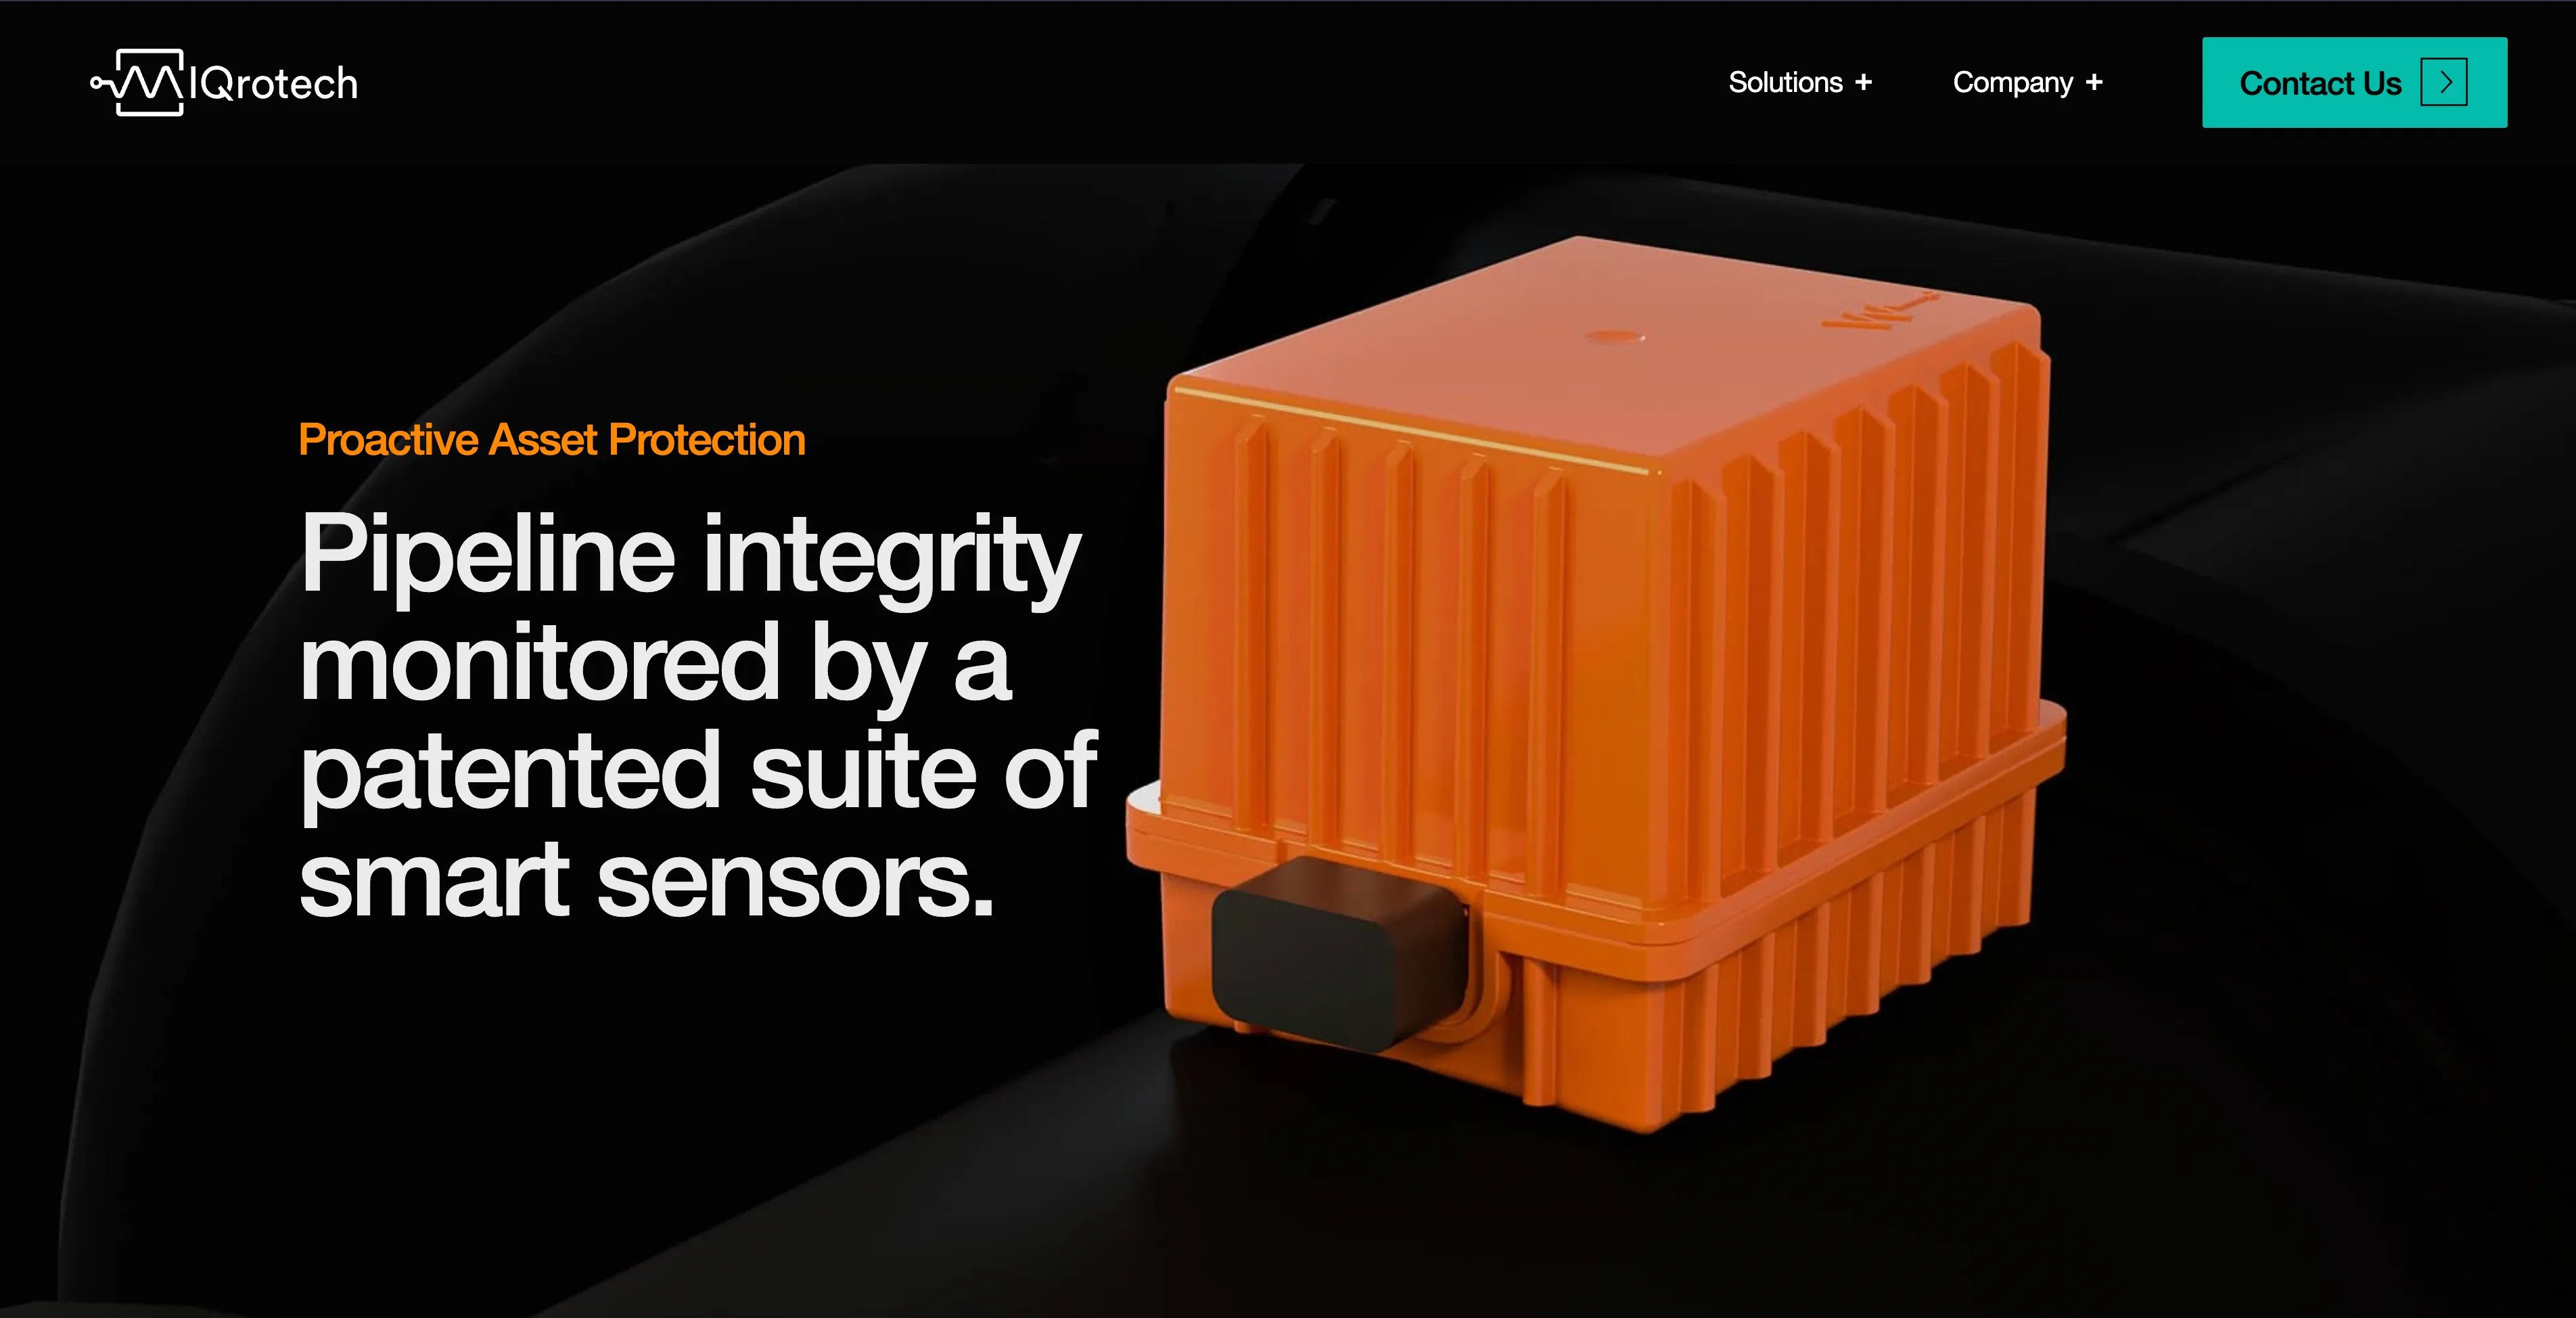 IQrotech
Solutions +
Company +
Contact Us
Proactive Asset Protection
Pipeline integrity
monitored by a
patented suite of
smart sensors.